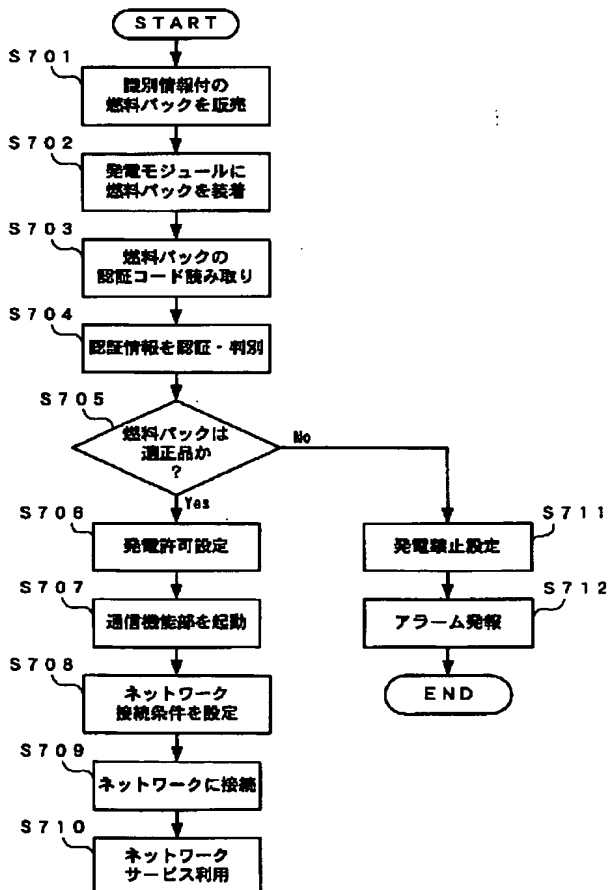 START
S701
識別情報付の
燃料パックを販売
S702
発電モジュールに
燃料パックを装着
S703
燃料パックの
認証コード読み取り
S704
認証情報を認証・判別
S705
燃料パックは
適正品か
?
No
Yes
S706
発電許可設定
S707
通信機能部を起動
S708
ネットワーク
接続条件を設定
S709
ネットワークに接続
S710
ネットワーク
サービス利用
S711
発電禁止設定
S712
アラーム発報
END